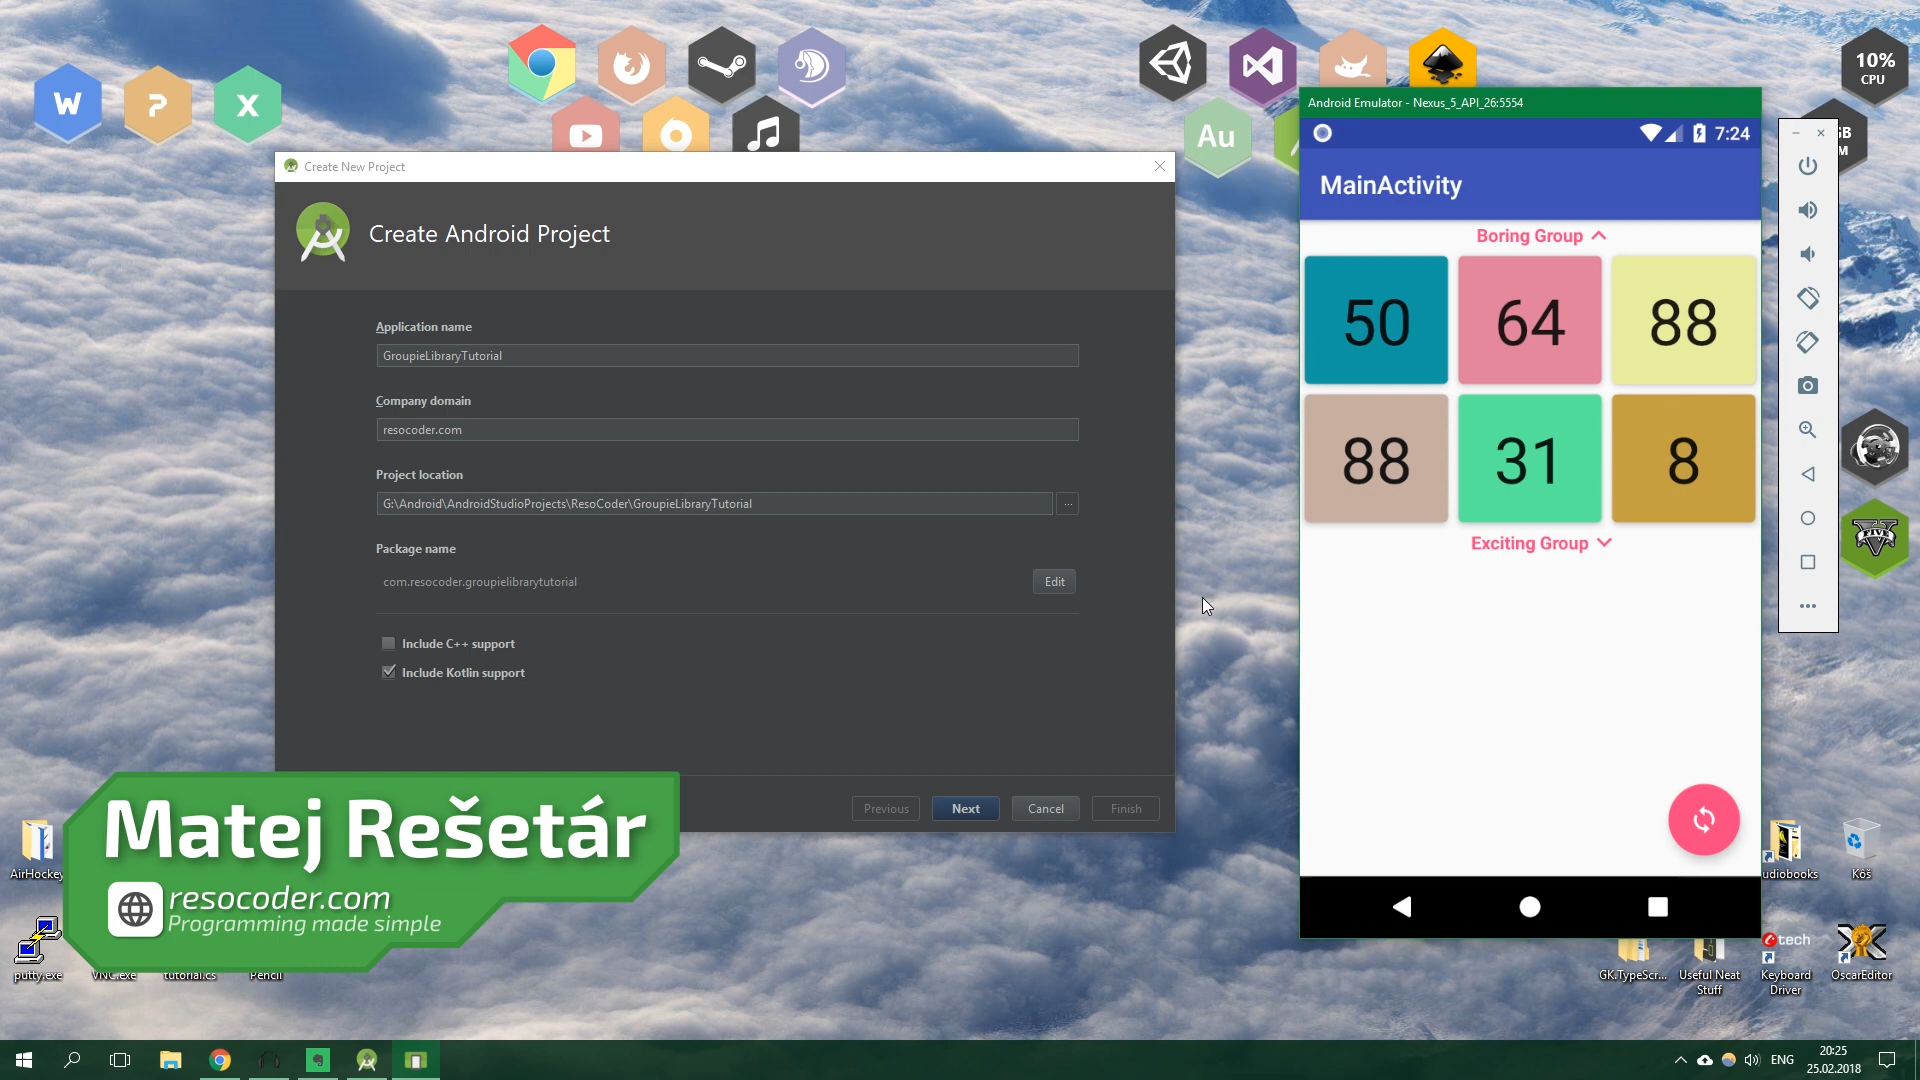 W
P
X
Au
10%
CPU
Android Emulator - Nexus_5_API_26:5554
7:24
MainActivity
Boring Group
50
64
88
88
31
8
Exciting Group
Create New Project
Create Android Project
Application name
GroupieLibraryTutorial
Company domain
resocoder.com
Project location
G:\Android\AndroidStudioProjects\ResoCoder\GroupieLibraryTutorial
...
Package name
com.resocoder.groupielibrarytutorial
Edit
Include C++ support
Include Kotlin support
Previous
Next
Cancel
Finish
Matej Rešetár
resocoder.com
Programming made simple
AirHockey
putty.exe
VNC.exe
tutorial.cs
Pencil
udiobooks
Kôš
GK.TypeScr...
Useful Neat
Stuff
tech
Keyboard
Driver
OscarEditor
FIVE
ENG
20:25
25.02.2018